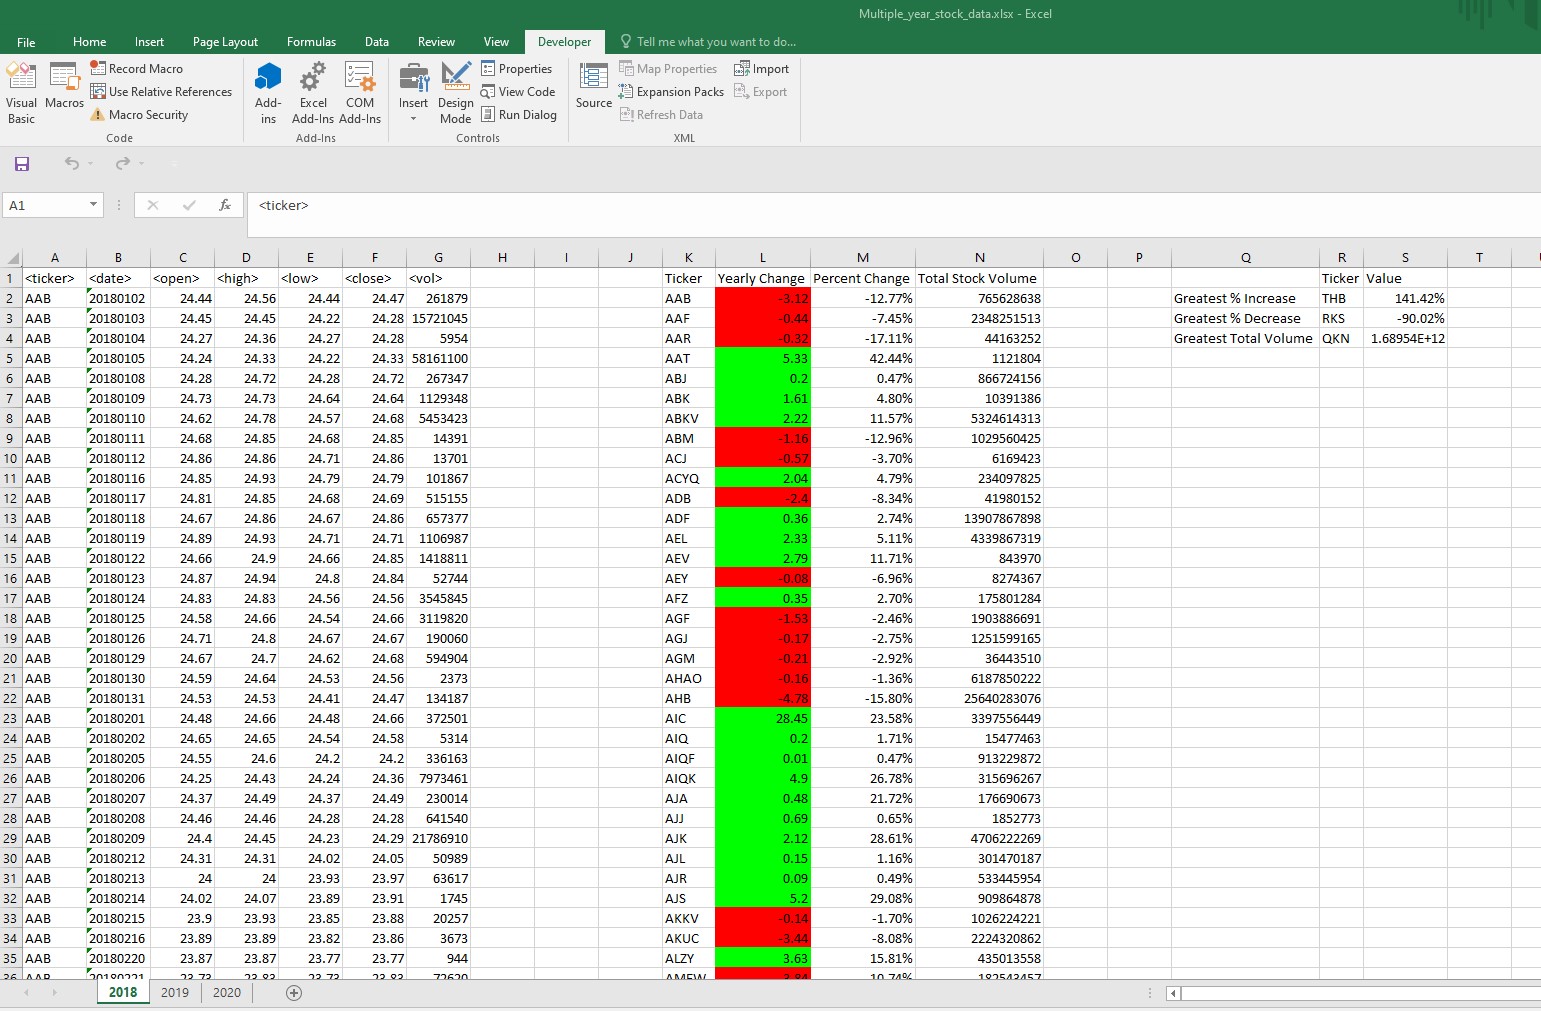 Multiple_year_stock_data.xlsx - Excel
File Home Insert Page Layout Formulas Data Review View Developer Tell me what you want to do...
Visual Basic
Macros
Record Macro
Use Relative References
Macro Security
Code
Add-ins
Excel Add-Ins
COM Add-Ins
Add-Ins
Insert
Design Mode
Properties
View Code
Run Dialog
Controls
Source
Map Properties
Expansion Packs
Refresh Data
Import
Export
XML
A1 fx <ticker>
A B C D E F G H I J K L M N O P Q R S T
1 <ticker> <date> <open> <high> <low> <close> <vol> Ticker Yearly Change Percent Change Total Stock Volume Ticker Value
2 AAB 20180102 24.44 24.56 24.44 24.47 261879 AAB -3.12 -12.77% 765628638 Greatest % Increase THB 141.42%
3 AAB 20180103 24.45 24.45 24.22 24.28 15721045 AAF -0.44 -7.45% 2348251513 Greatest % Decrease RKS -90.02%
4 AAB 20180104 24.27 24.36 24.27 24.28 5954 AAR -0.32 -17.11% 44163252 Greatest Total Volume QKN 1.68954E+12
5 AAB 20180105 24.24 24.33 24.22 24.33 58161100 AAT 5.33 42.44% 1121804
6 AAB 20180108 24.28 24.72 24.28 24.72 267347 ABJ 0.2 0.47% 866724156
7 AAB 20180109 24.73 24.73 24.64 24.64 1129348 ABK 1.61 4.80% 10391386
8 AAB 20180110 24.62 24.78 24.57 24.68 5453423 ABKV 2.22 11.57% 5324614313
9 AAB 20180111 24.68 24.85 24.68 24.85 14391 ABM -1.16 -12.96% 1029560425
10 AAB 20180112 24.86 24.86 24.71 24.86 13701 ACJ -0.57 -3.70% 6169423
11 AAB 20180116 24.85 24.93 24.79 24.79 101867 ACYQ 2.04 4.79% 234097825
12 AAB 20180117 24.81 24.85 24.68 24.69 515155 ADB -2.4 -8.34% 41980152
13 AAB 20180118 24.67 24.86 24.67 24.86 657377 ADF 0.36 2.74% 13907867898
14 AAB 20180119 24.89 24.93 24.71 24.71 1106987 AEL 2.33 5.11% 4339867319
15 AAB 20180122 24.66 24.9 24.66 24.85 1418811 AEV 2.79 11.71% 843970
16 AAB 20180123 24.87 24.94 24.8 24.84 52744 AEY -0.08 -6.96% 8274367
17 AAB 20180124 24.83 24.83 24.56 24.56 3545845 AFZ 0.35 2.70% 175801284
18 AAB 20180125 24.58 24.66 24.54 24.66 3119820 AGF -1.53 -2.46% 1903886691
19 AAB 20180126 24.71 24.8 24.67 24.67 190060 AGJ -0.17 -2.75% 1251599165
20 AAB 20180129 24.67 24.7 24.62 24.68 594904 AGM -0.21 -2.92% 36443510
21 AAB 20180130 24.59 24.64 24.53 24.56 2373 AHAO -0.16 -1.36% 6187850222
22 AAB 20180131 24.53 24.53 24.41 24.47 134187 AHB -4.78 -15.80% 25640283076
23 AAB 20180201 24.48 24.66 24.48 24.66 372501 AIC 28.45 23.58% 3397556449
24 AAB 20180202 24.65 24.65 24.54 24.58 5314 AIQ 0.2 1.71% 15477463
25 AAB 20180205 24.55 24.6 24.2 24.2 336163 AIQF 0.01 0.47% 913229872
26 AAB 20180206 24.25 24.43 24.24 24.36 7973461 AIQK 4.9 26.78% 315696267
27 AAB 20180207 24.37 24.49 24.37 24.49 230014 AJA 0.48 21.72% 176690673
28 AAB 20180208 24.46 24.46 24.28 24.28 641540 AJJ 0.69 0.65% 1852773
29 AAB 20180209 24.4 24.45 24.23 24.29 21786910 AJK 2.12 28.61% 4706222269
30 AAB 20180212 24.31 24.31 24.02 24.05 50989 AJL 0.15 1.16% 301470187
31 AAB 20180213 24 24 23.93 23.97 63617 AJR 0.09 0.49% 533445954
32 AAB 20180214 24.02 24.07 23.89 23.91 1745 AJS 5.2 29.08% 909864878
33 AAB 20180215 23.9 23.93 23.85 23.88 20257 AKKV -0.14 -1.70% 1026224221
34 AAB 20180216 23.89 23.89 23.82 23.86 3673 AKUC -3.44 -8.08% 2224320862
35 AAB 20180220 23.87 23.87 23.77 23.77 944 ALZY 3.63 15.81% 435013558
36 AAB 20180221
2018 2019 2020